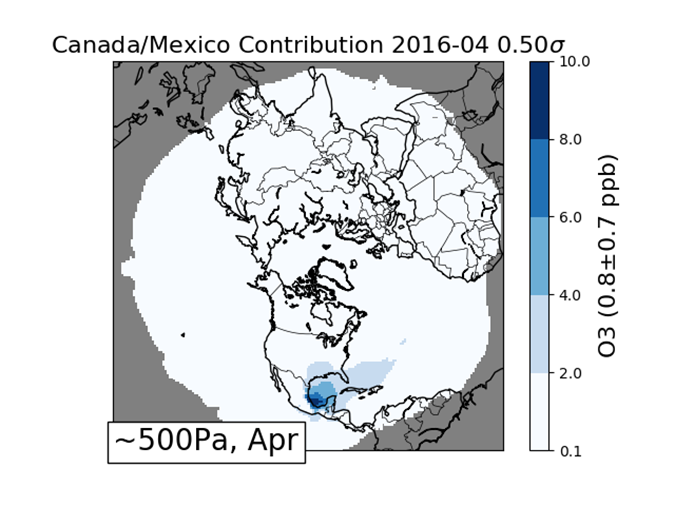 Canada/Mexico Contribution 2016-04 0.50σ
10.0
8.0
6.0
4.0
2.0
0.1
O3 (0.8±0.7 ppb)
~500Pa, Apr